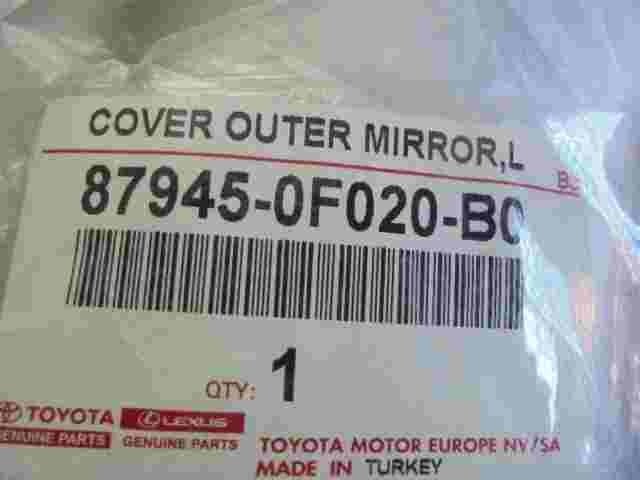 COVER OUTER MIRROR,L
87945-0F020-B0
QTY: 1
TOYOTA LEXUS
GENUINE PARTS GENUINE PARTS
TOYOTA MOTOR EUROPE NV/SA
MADE IN TURKEY